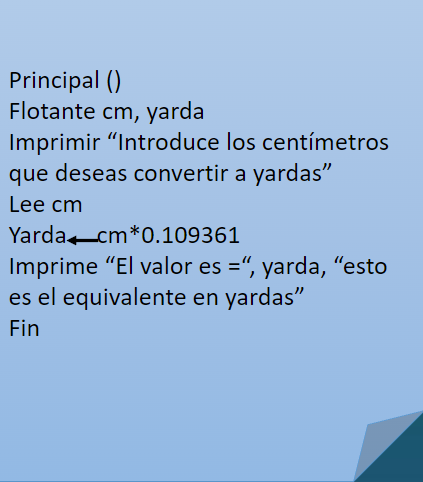 Principal ()
Flotante cm, yarda
Imprimir “Introduce los centímetros
que deseas convertir a yardas”
Lee cm
Yarda←cm*0.109361
Imprime “El valor es =“, yarda, “esto
es el equivalente en yardas”
Fin